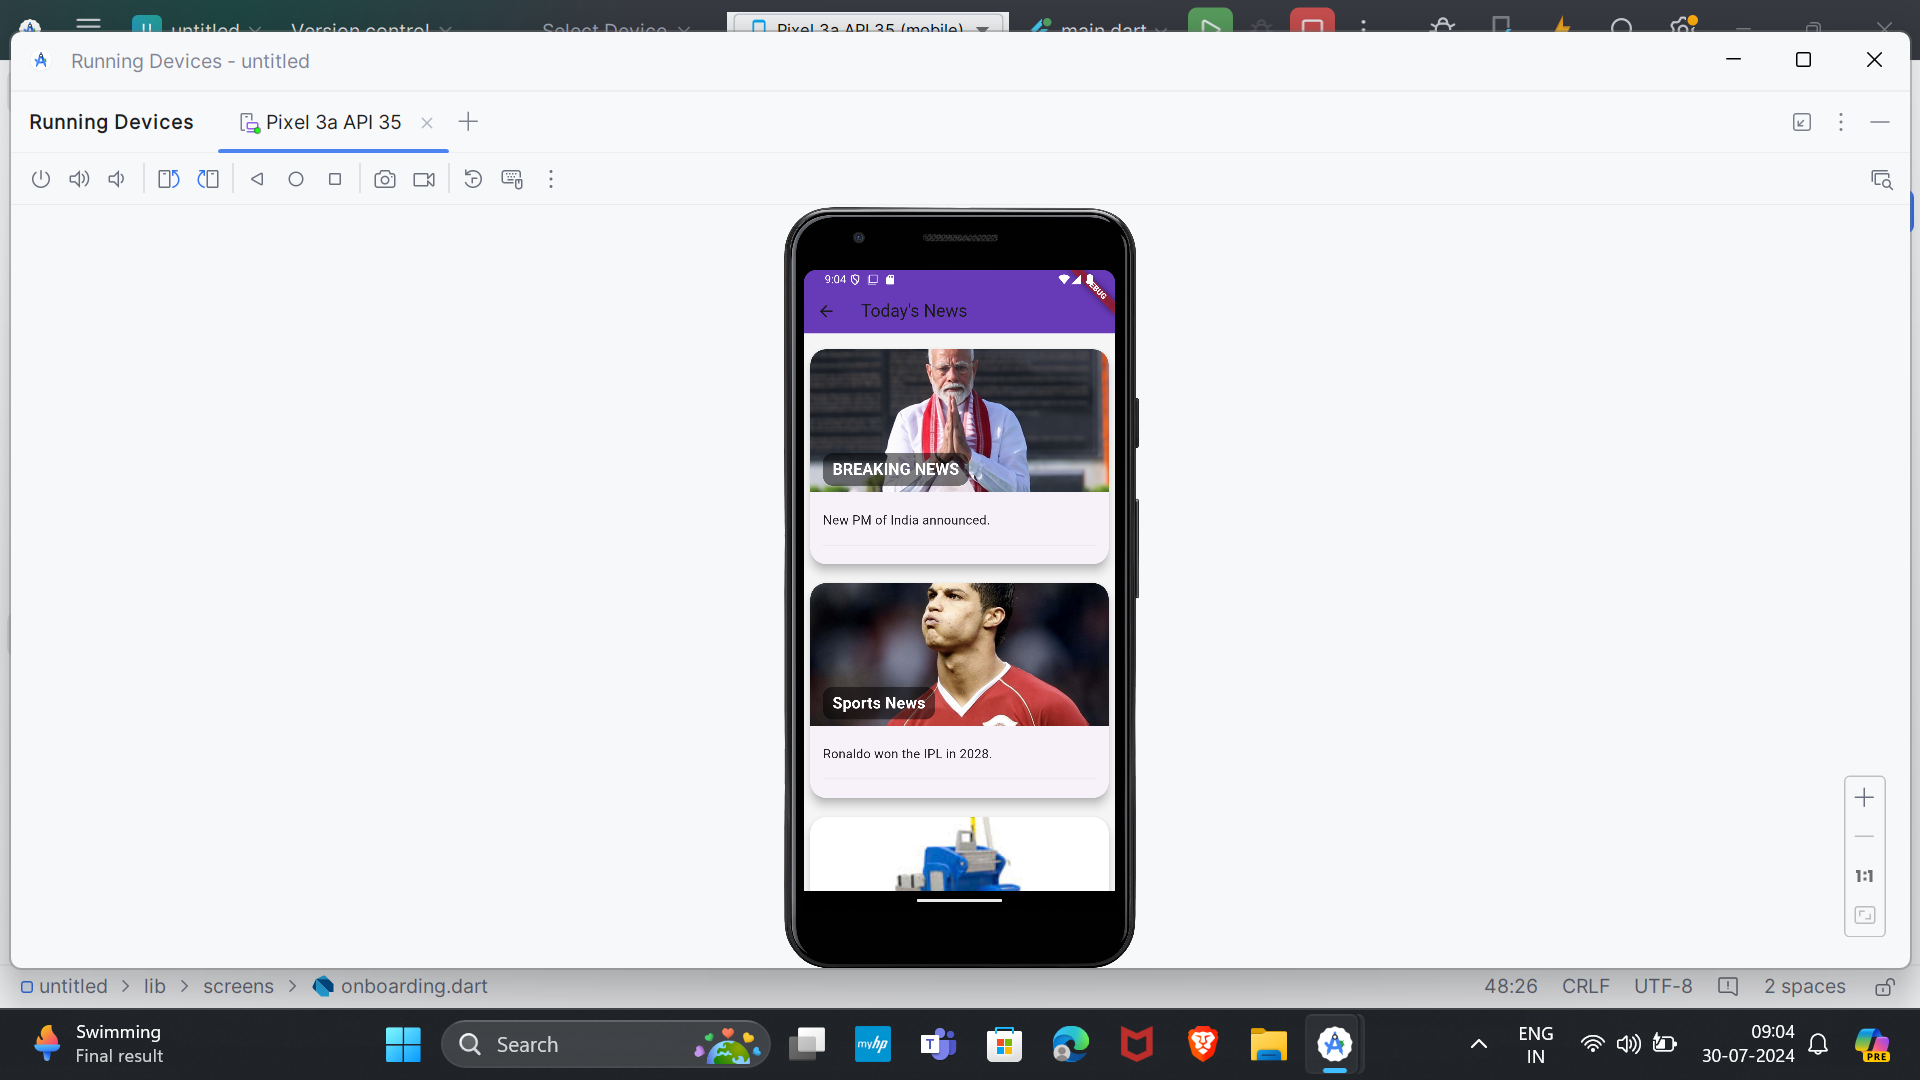 untitled Version control Select Device Pixel 3a API 35 (mobile) main.dart
Running Devices - untitled
Running Devices Pixel 3a API 35
9:04
Today's News
BREAKING NEWS
New PM of India announced.
Sports News
Ronaldo won the IPL in 2028.
1:1
untitled > lib > screens > onboarding.dart 48:26 CRLF UTF-8 2 spaces
Swimming
Final result
Search
myhp
T
PRE
ENG
IN
09:04
30-07-2024